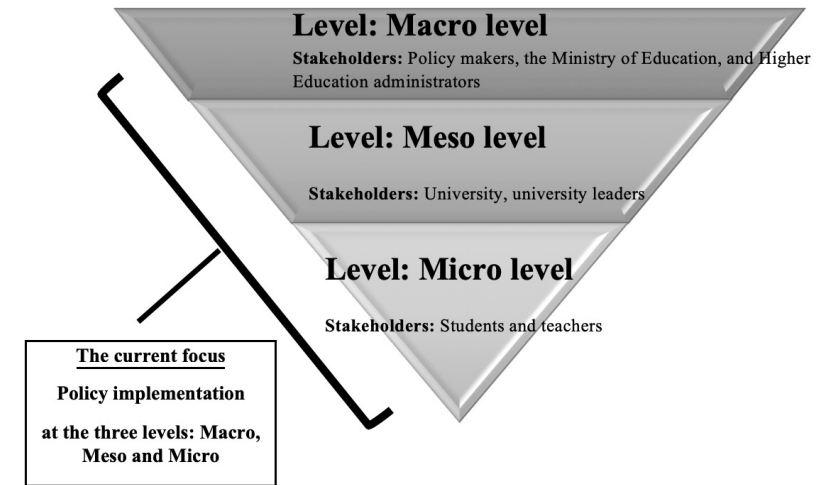 Level: Macro level
Stakeholders: Policy makers, the Ministry of Education, and Higher
Education administrators
Level: Meso level
Stakeholders: University, university leaders
Level: Micro level
Stakeholders: Students and teachers
The current focus
Policy implementation
at the three levels: Macro,
Meso and Micro